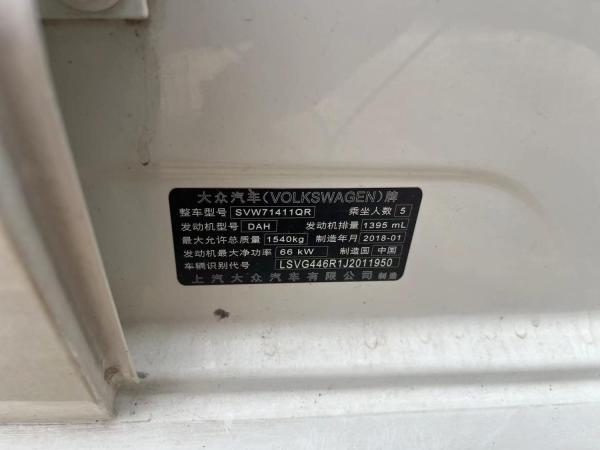 大众汽车(VOLKSWAGEN)牌
整车型号 SVW71411QR 乘坐人数 5
发动机型号 DAH 发动机排量 1395 mL
最大允许总质量 1540kg 制造年月 2018-01
发动机最大净功率 66 kW 制造国 中国
车辆识别代号 LSVG446R1J2011950
上汽大众汽车有限公司 制造